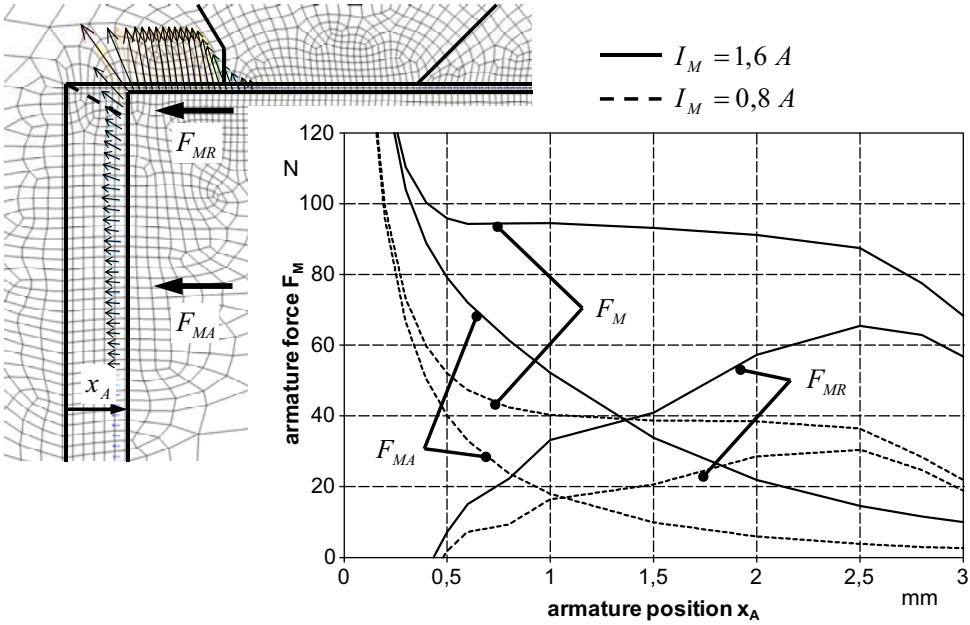 I_M = 1,6 A
I_M = 0,8 A
F_MR
F_MA
x_A
120
N
100
80
60
40
20
0
armature force F_M
F_M
F_MR
F_MA
0 0,5 1 1,5 2 2,5 3
mm
armature position x_A